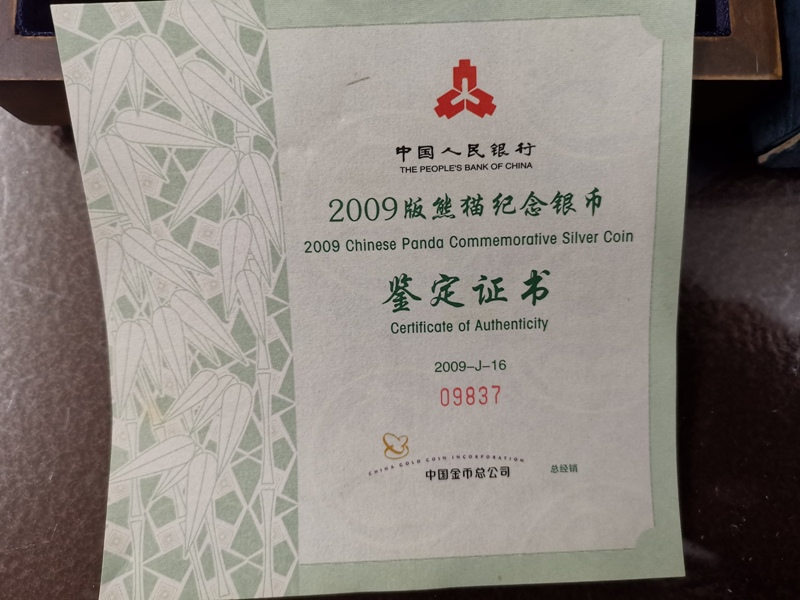 中国人民银行
THE PEOPLE'S BANK OF CHINA
2009版熊猫纪念银币
2009 Chinese Panda Commemorative Silver Coin
鉴定证书
Certificate of Authenticity
2009-J-16
09837
CHINA GOLD COIN INCORPORATION
中国金币总公司 总经销